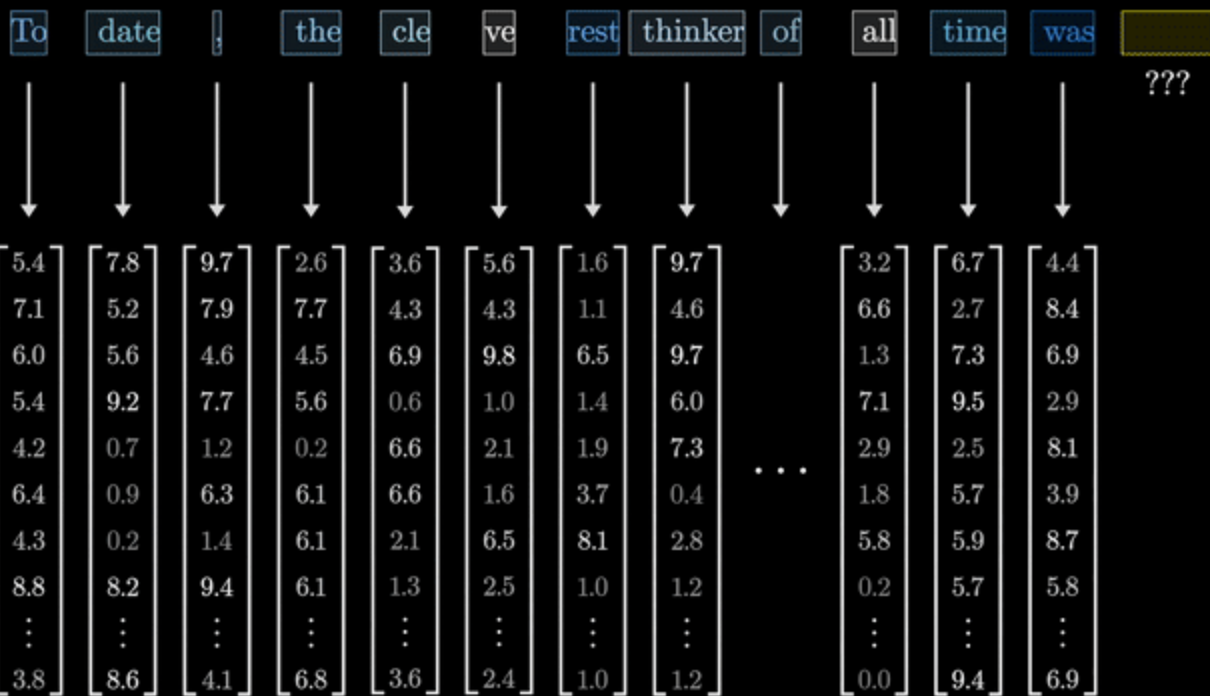 To date, the cleverest thinker of all time was
???
5.4 7.8 9.7 2.6 3.6 5.6 1.6 9.7 3.2 6.7 4.4
7.1 5.2 7.9 7.7 4.3 4.3 1.1 4.6 6.6 2.7 8.4
6.0 5.6 4.6 4.5 6.9 9.8 6.5 9.7 1.3 7.3 6.9
5.4 9.2 7.7 5.6 0.6 1.0 1.4 6.0 7.1 9.5 2.9
4.2 0.7 1.2 0.2 6.6 2.1 1.9 7.3 ... 2.9 2.5 8.1
6.4 0.9 6.3 6.1 6.6 1.6 3.7 0.4 1.8 5.7 3.9
4.3 0.2 1.4 6.1 2.1 6.5 8.1 2.8 5.8 5.9 8.7
8.8 8.2 9.4 6.1 1.3 2.5 1.0 1.2 0.2 5.7 5.8
3.8 8.6 4.1 6.8 3.6 2.4 1.0 1.2 0.0 9.4 6.9